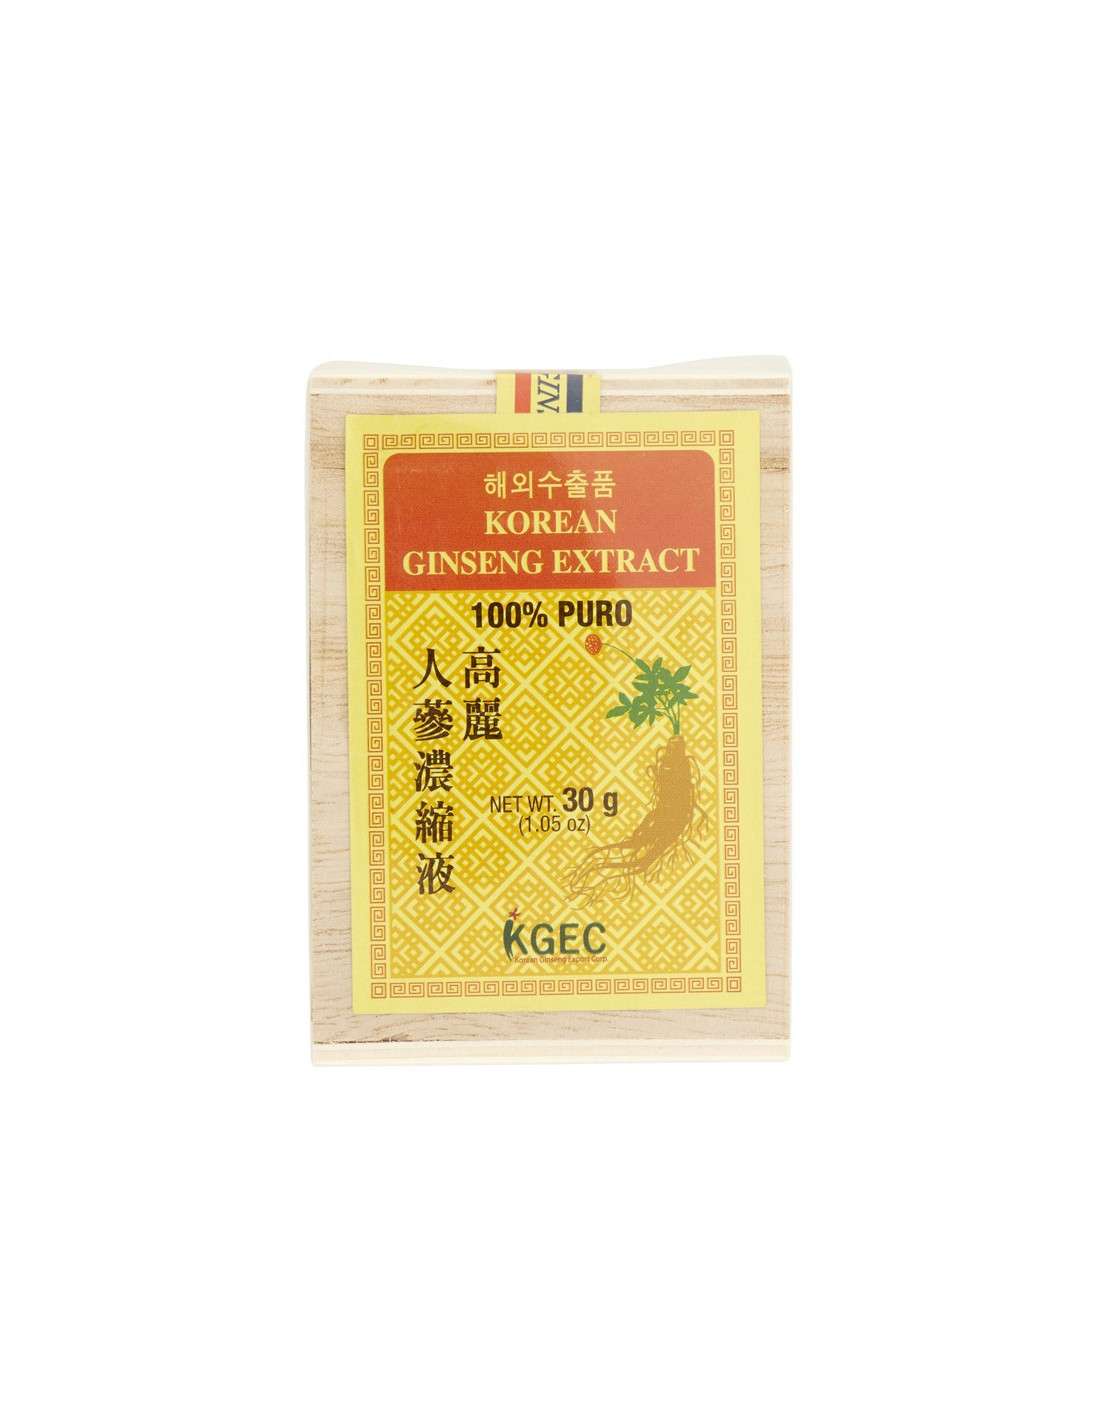 해외수출품
KOREAN
GINSENG EXTRACT
100% PURO
高麗
人蔘濃縮液
NET WT. 30 g
(1.05 oz)
KGEC
Korean Ginseng Export Corp.